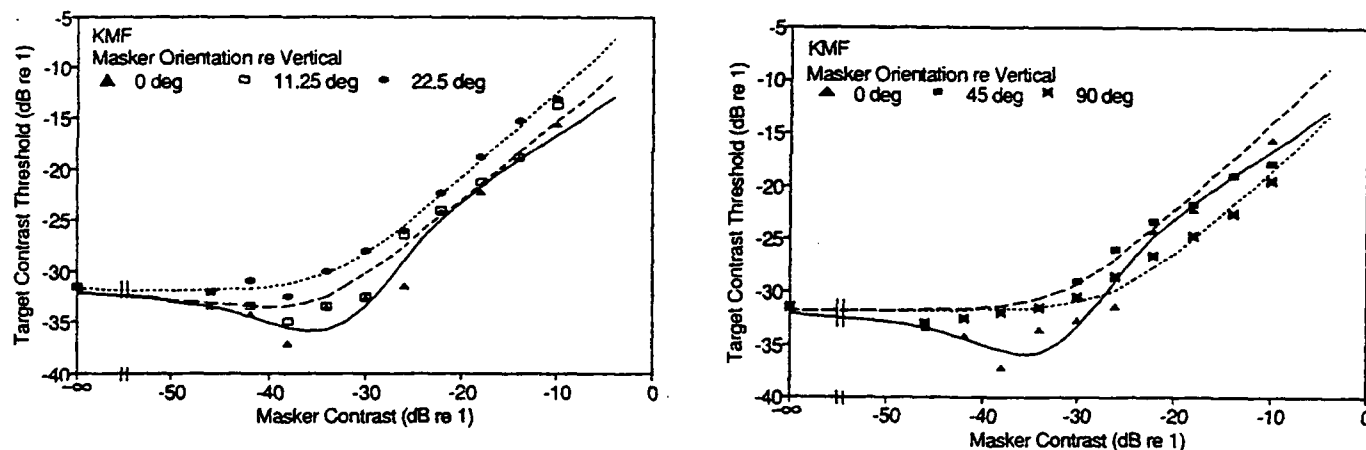 KMF
Masker Orientation re Vertical
0 deg 11.25 deg 22.5 deg
Target Contrast Threshold (dB re 1)
-5
-10
-15
-20
-25
-30
-35
-40
-∞ -50 -40 -30 -20 -10 0
Masker Contrast (dB re 1)
KMF
Masker Orientation re Vertical
0 deg 45 deg 90 deg
Target Contrast Threshold (dB re 1)
-5
-10
-15
-20
-25
-30
-35
-40
-∞ -50 -40 -30 -20 -10 0
Masker Contrast (dB re 1)